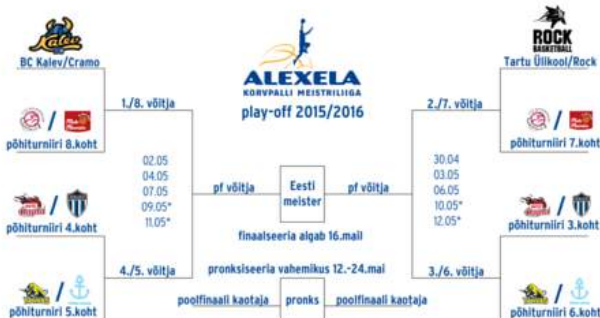 Kalev
BC Kalev/Cramo
ALEXELA
KORVPALLI MEISTRILIIGA
play-off 2015/2016
ROCK
BASKETBALL
Tartu Ülikool/Rock
1./8. võitja
2./7. võitja
/
põhiturniiri 8.koht
/
põhiturniiri 7.koht
02.05
04.05
07.05
09.05*
11.05*
pf võitja
Eesti
meister
pf võitja
30.04
03.05
06.05
10.05*
12.05*
/
põhiturniiri 4.koht
/
põhiturniiri 3.koht
finaalseeria algab 16.mail
4./5. võitja
pronksiseeria vahemikus 12.-24.mai
3./6. võitja
/
põhiturniiri 5.koht
poolfinaali kaotaja
pronks
poolfinaali kaotaja
/
põhiturniiri 6.koht